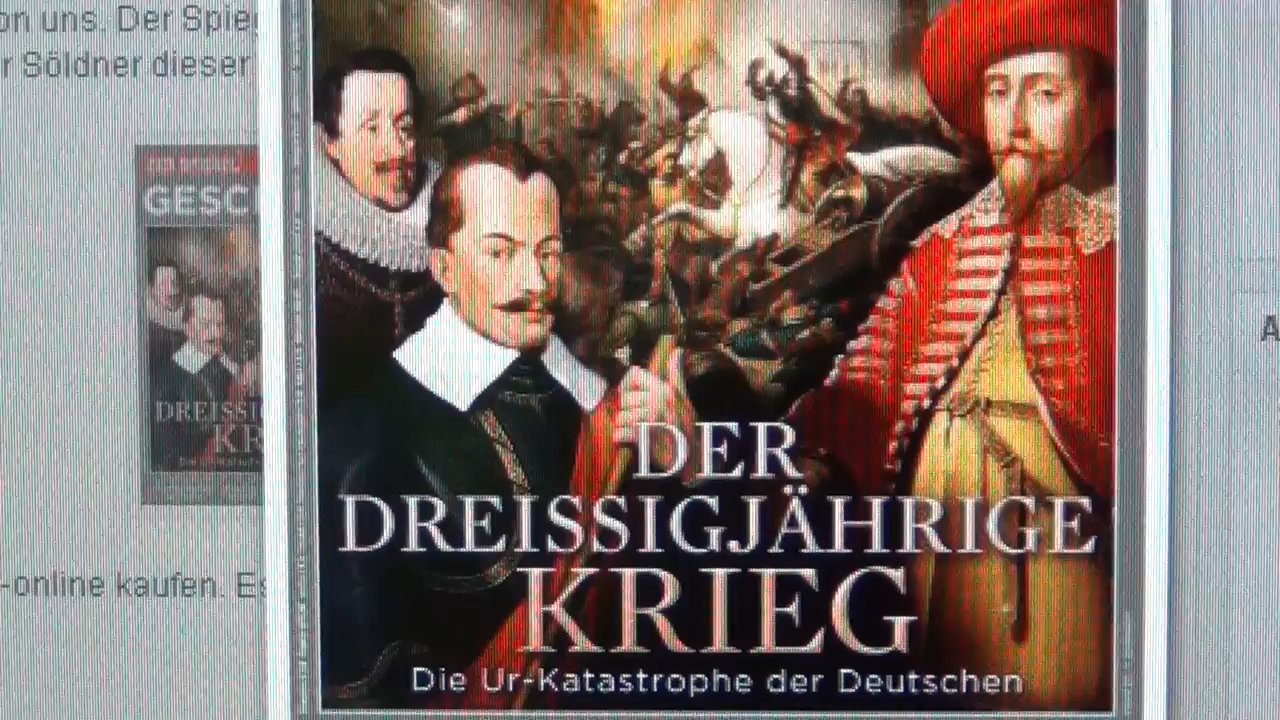 on uns. Der Spieg
r Söldner dieser
GESC
DREISSI
KR
DER
DREISSIGJÄHRIGE
KRIEG
Die Ur-Katastrophe der Deutschen
-online kaufen. Es
A